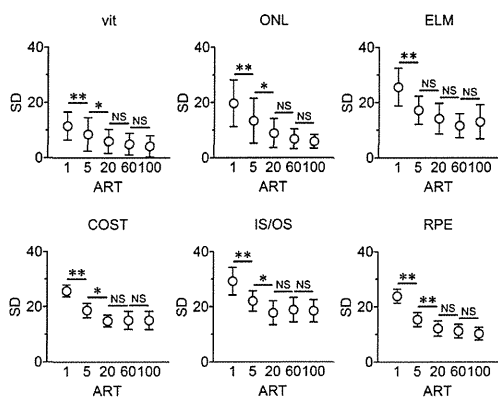 vit
ONL
ELM
40
20
0
SD
** * NS NS
1 5 20 60 100
ART
40
20
0
SD
** * NS NS
1 5 20 60 100
ART
40
20
0
SD
** NS NS NS
1 5 20 60 100
ART
COST
IS/OS
RPE
40
20
0
SD
** * NS NS
1 5 20 60 100
ART
40
20
0
SD
** * NS NS
1 5 20 60 100
ART
40
20
0
SD
** ** NS NS
1 5 20 60 100
ART